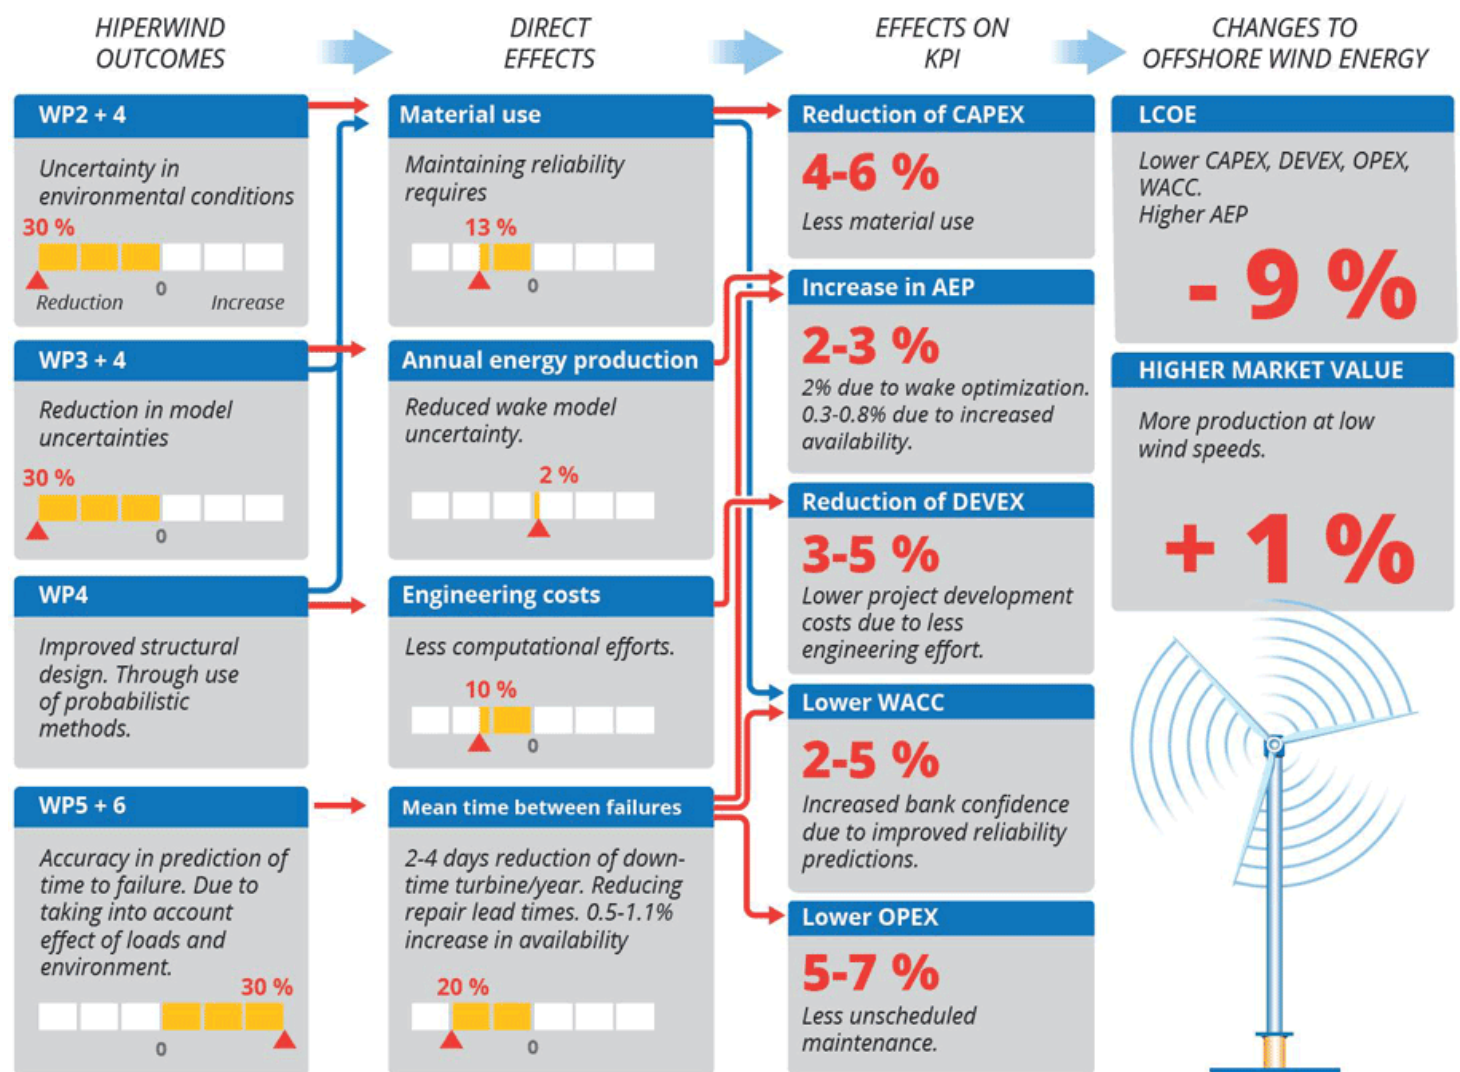 HIPERWIND
OUTCOMES
DIRECT
EFFECTS
EFFECTS ON
KPI
CHANGES TO
OFFSHORE WIND ENERGY
WP2 + 4
Uncertainty in
environmental conditions
30 %
0
Reduction
Increase
WP3 + 4
Reduction in model
uncertainties
30 %
0
WP4
Improved structural
design. Through use
of probabilistic
methods.
WP5 + 6
Accuracy in prediction of
time to failure. Due to
taking into account
effect of loads and
environment.
30 %
0
Material use
Maintaining reliability
requires
13 %
0
Annual energy production
Reduced wake model
uncertainty.
2 %
Engineering costs
Less computational efforts.
10 %
0
Mean time between failures
2-4 days reduction of down-
time turbine/year. Reducing
repair lead times. 0.5-1.1%
increase in availability
20 %
0
Reduction of CAPEX
4-6 %
Less material use
Increase in AEP
2-3 %
2% due to wake optimization.
0.3-0.8% due to increased
availability.
Reduction of DEVEX
3-5 %
Lower project development
costs due to less
engineering effort.
Lower WACC
2-5 %
Increased bank confidence
due to improved reliability
predictions.
Lower OPEX
5-7 %
Less unscheduled
maintenance.
LCOE
Lower CAPEX, DEVEX, OPEX,
WACC.
Higher AEP
- 9 %
HIGHER MARKET VALUE
More production at low
wind speeds.
+ 1 %